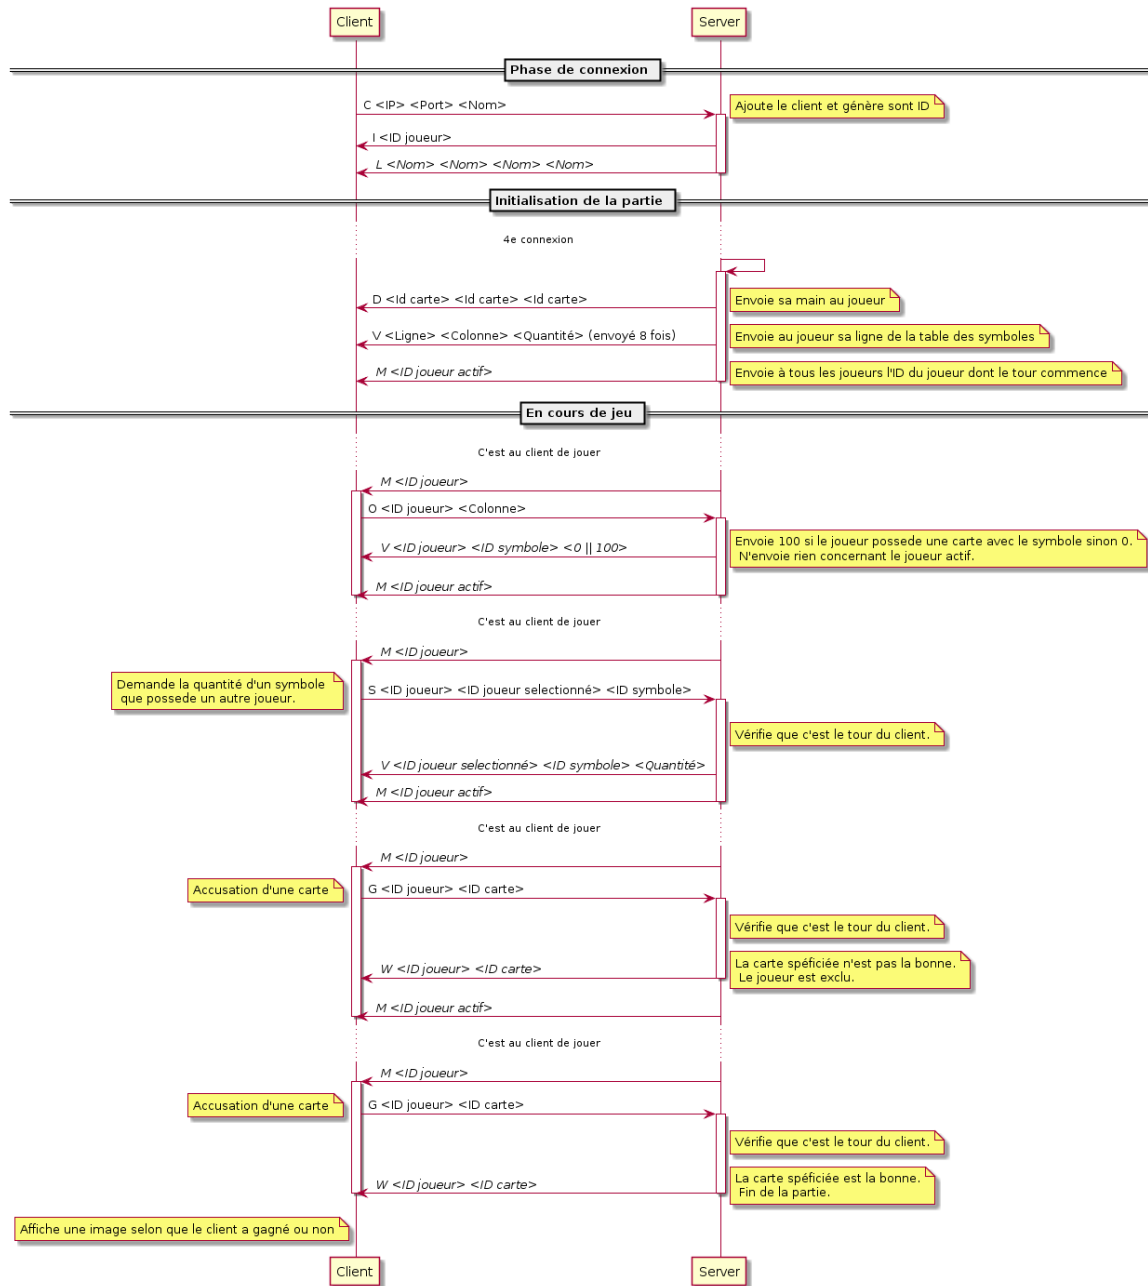 Client
Server
Phase de connexion
C <IP> <Port> <Nom>
Ajoute le client et génère sont ID
I <ID joueur>
L <Nom> <Nom> <Nom> <Nom>
Initialisation de la partie
4e connexion
D <Id carte> <Id carte> <Id carte>
Envoie sa main au joueur
V <Ligne> <Colonne> <Quantité> (envoyé 8 fois)
Envoie au joueur sa ligne de la table des symboles
M <ID joueur actif>
Envoie à tous les joueurs l'ID du joueur dont le tour commence
En cours de jeu
C'est au client de jouer
M <ID joueur>
O <ID joueur> <Colonne>
V <ID joueur> <ID symbole> <0 || 100>
Envoie 100 si le joueur possede une carte avec le symbole sinon 0.
N'envoie rien concernant le joueur actif.
M <ID joueur actif>
C'est au client de jouer
M <ID joueur>
Demande la quantité d'un symbole
que possede un autre joueur.
S <ID joueur> <ID joueur selectionné> <ID symbole>
Vérifie que c'est le tour du client.
V <ID joueur selectionné> <ID symbole> <Quantité>
M <ID joueur actif>
C'est au client de jouer
M <ID joueur>
Accusation d'une carte
G <ID joueur> <ID carte>
Vérifie que c'est le tour du client.
W <ID joueur> <ID carte>
La carte spéficiée n'est pas la bonne.
Le joueur est exclu.
M <ID joueur actif>
C'est au client de jouer
M <ID joueur>
Accusation d'une carte
G <ID joueur> <ID carte>
Vérifie que c'est le tour du client.
W <ID joueur> <ID carte>
La carte spéficiée est la bonne.
Fin de la partie.
Affiche une image selon que le client a gagné ou non
Client
Server